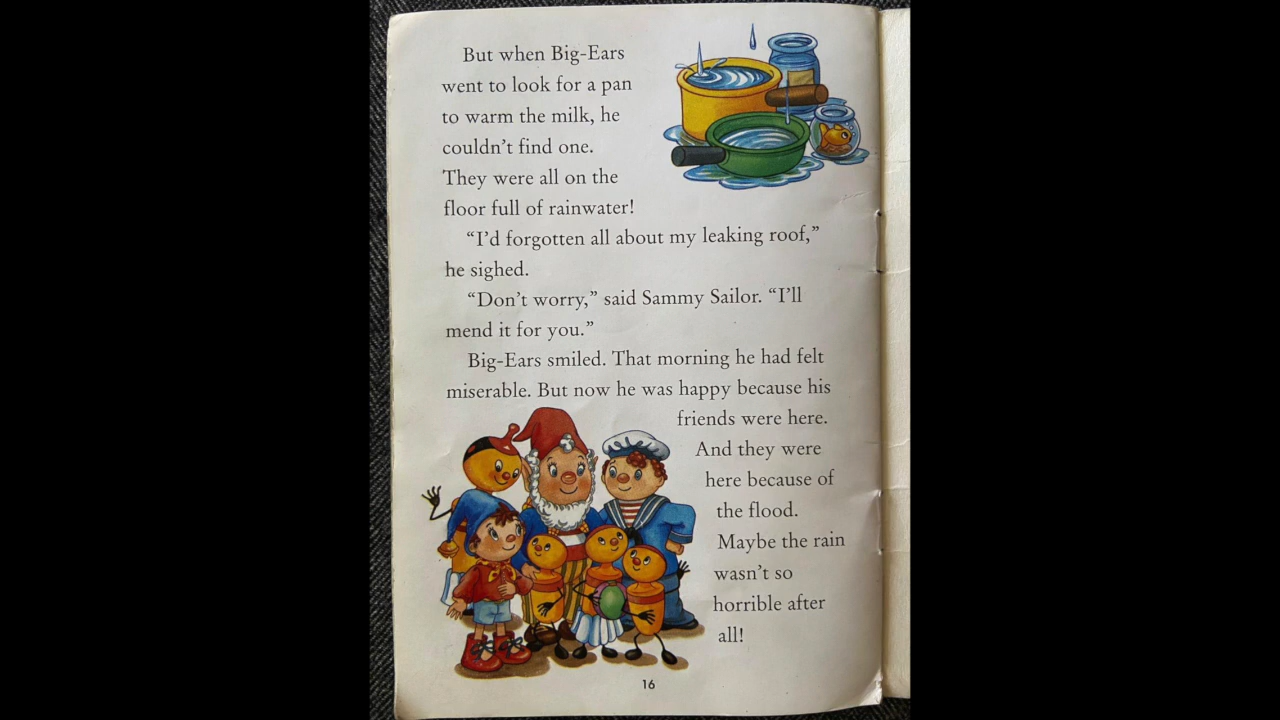 But when Big-Ears
went to look for a pan
to warm the milk, he
couldn’t find one.
They were all on the
floor full of rainwater!
“I’d forgotten all about my leaking roof,”
he sighed.
“Don’t worry,” said Sammy Sailor. “I’ll
mend it for you.”
Big-Ears smiled. That morning he had felt
miserable. But now he was happy because his
friends were here.
And they were
here because of
the flood.
Maybe the rain
wasn’t so
horrible after
all!
16